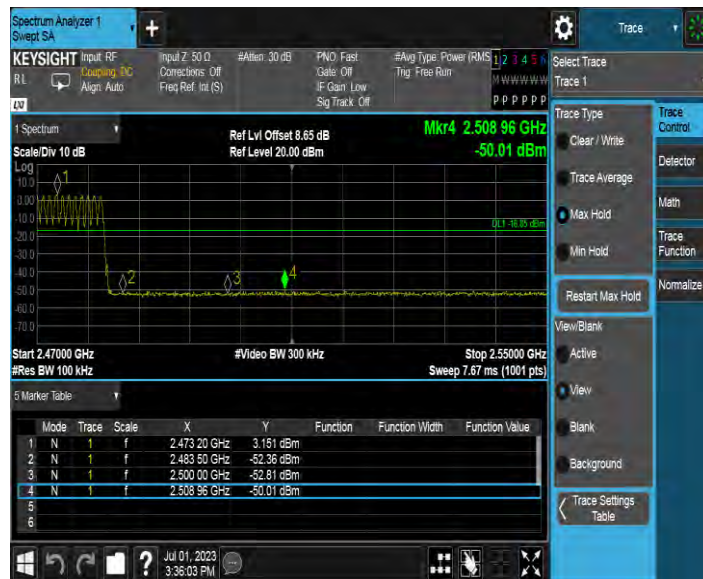 Spectrum Analyzer 1
Swept SA
+
Trace
KEYSIGHT
RL
LXI
Input: RF
Coupling: DC
Align: Auto
Input Z: 50 Ω
Corrections: Off
Freq Ref: Int (S)
#Atten: 30 dB
PNO: Fast
Gate: Off
IF Gain: Low
Sig Track: Off
#Avg Type: Power (RMS
Trig: Free Run
1 2 3 4 5 6
M W W W W W
P P P P P P
Select Trace
Trace 1
1 Spectrum
Scale/Div 10 dB
Log
Ref Lvl Offset 8.65 dB
Ref Level 20.00 dBm
Mkr4 2.508 96 GHz
-50.01 dBm
10.0
0.00
-10.0
-20.0
-30.0
-40.0
-50.0
-60.0
-70.0
1
2
3
4
Start 2.47000 GHz
#Res BW 100 kHz
#Video BW 300 kHz
Stop 2.55000 GHz
Sweep 7.67 ms (1001 pts)
5 Marker Table
Mode Trace Scale X Y Function Function Width Function Value
1 N 1 f 2.473 20 GHz 3.151 dBm
2 N 1 f 2.483 50 GHz -52.36 dBm
3 N 1 f 2.500 00 GHz -52.81 dBm
4 N 1 f 2.508 96 GHz -50.01 dBm
5
6
Trace Type
Clear / Write
Trace Average
Max Hold
Min Hold
Restart Max Hold
View/Blank
Active
View
Blank
Background
Trace Settings
Table
Trace
Control
Detector
Math
Trace
Function
Normalize
?
Jul 01, 2023
3:36:03 PM